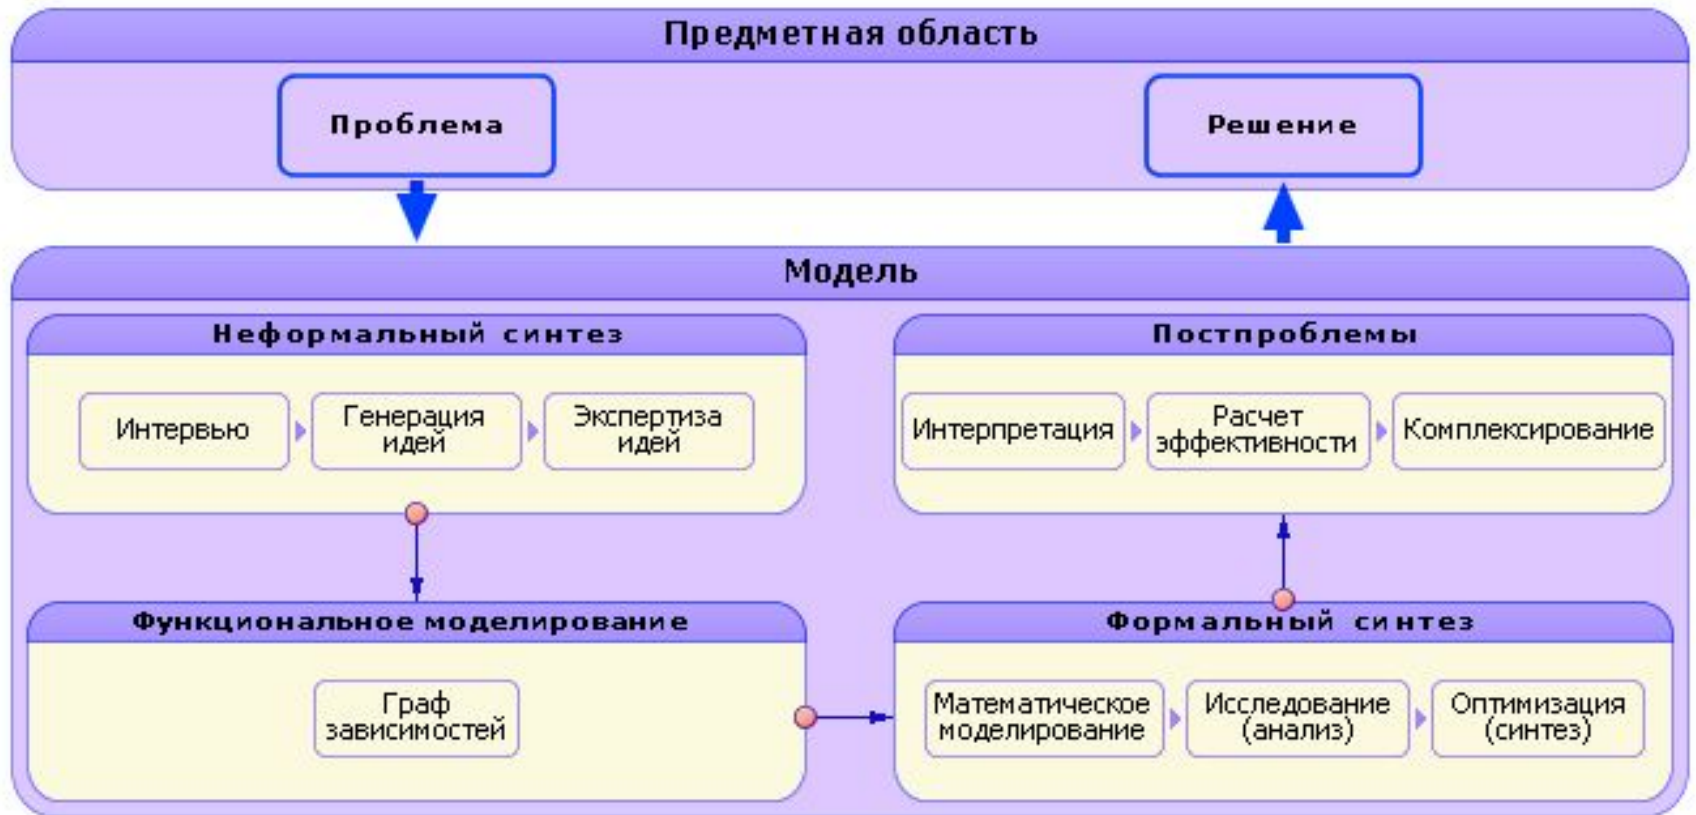 Предметная область
Проблема
Решение
Модель
Неформальный синтез
Интервью
Генерация
идей
Экспертиза
идей
Постпроблемы
Интерпретация
Расчет
эффективности
Комплексирование
Функциональное моделирование
Граф
зависимостей
Формальный синтез
Математическое
моделирование
Исследование
(анализ)
Оптимизация
(синтез)